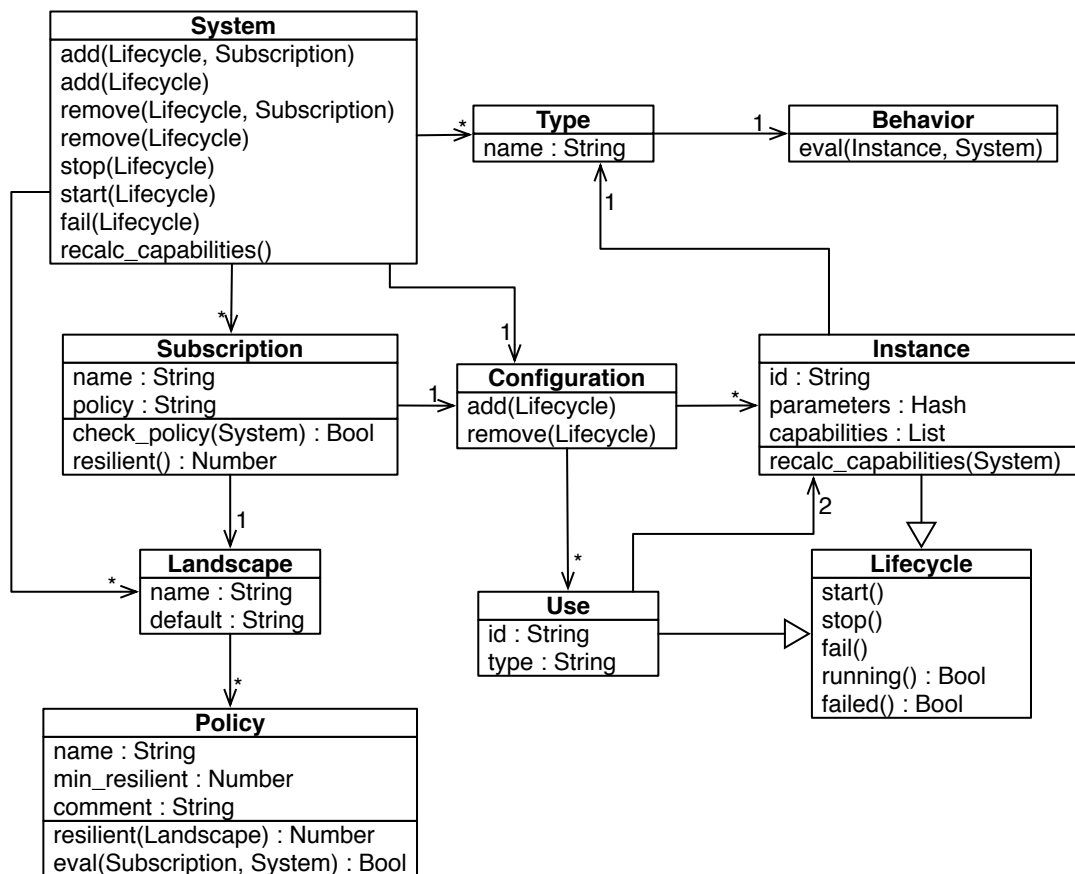 System
add(Lifecycle, Subscription)
add(Lifecycle)
remove(Lifecycle, Subscription)
remove(Lifecycle)
stop(Lifecycle)
start(Lifecycle)
fail(Lifecycle)
recalc_capabilities()
*
Type
name : String
1
Behavior
eval(Instance, System)
1
*
1
Subscription
name : String
policy : String
check_policy(System) : Bool
resilient() : Number
1
Configuration
add(Lifecycle)
remove(Lifecycle)
*
Instance
id : String
parameters : Hash
capabilities : List
recalc_capabilities(System)
1
2
*
Landscape
name : String
default : String
*
Use
id : String
type : String
Lifecycle
start()
stop()
fail()
running() : Bool
failed() : Bool
*
Policy
name : String
min_resilient : Number
comment : String
resilient(Landscape) : Number
eval(Subscription, System) : Bool